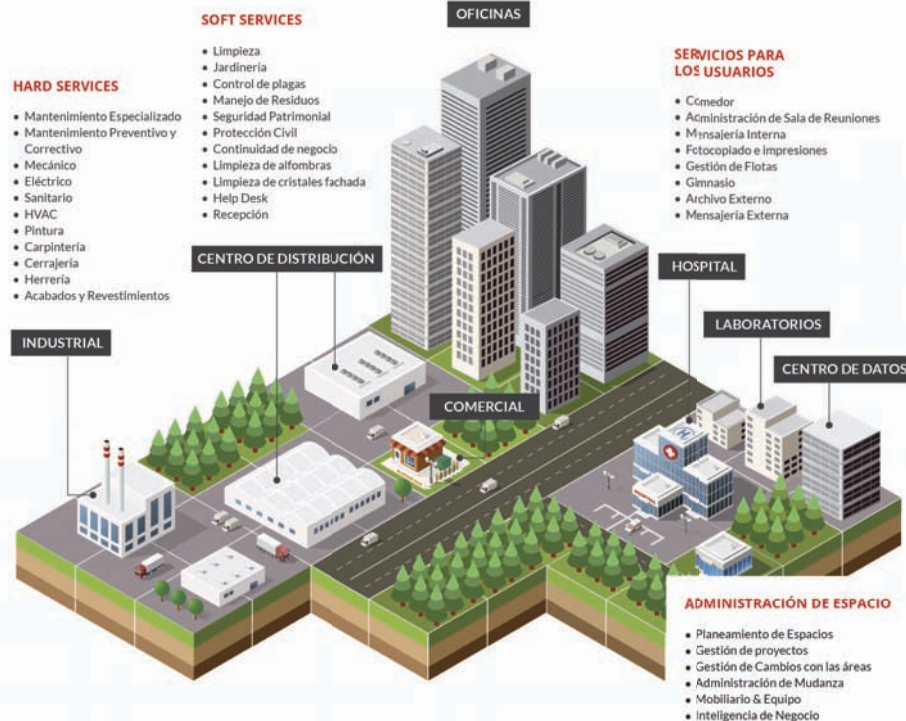 HARD SERVICES
• Mantenimiento Especializado
• Mantenimiento Preventivo y
Correctivo
• Mecánico
• Eléctrico
• Sanitario
• HVAC
• Pintura
• Carpintería
• Cerrajería
• Herrería
• Acabados y Revestimientos
SOFT SERVICES
• Limpieza
• Jardinería
• Control de plagas
• Manejo de Residuos
• Seguridad Patrimonial
• Protección Civil
• Continuidad de negocio
• Limpieza de alfombras
• Limpieza de cristales fachada
• Help Desk
• Recepción
OFICINAS
SERVICIOS PARA
LOS USUARIOS
• Comedor
• Administración de Sala de Reuniones
• Mensajería Interna
• Fotocopiado e impresiones
• Gestión de Flotas
• Gimnasio
• Archivo Externo
• Mensajería Externa
CENTRO DE DISTRIBUCIÓN
HOSPITAL
INDUSTRIAL
LABORATORIOS
CENTRO DE DATOS
COMERCIAL
H
HOSPITAL
ADMINISTRACIÓN DE ESPACIO
• Planeamiento de Espacios
• Gestión de proyectos
• Gestión de Cambios con las áreas
• Administración de Mudanza
• Mobiliario & Equipo
• Inteligencia de Negocio